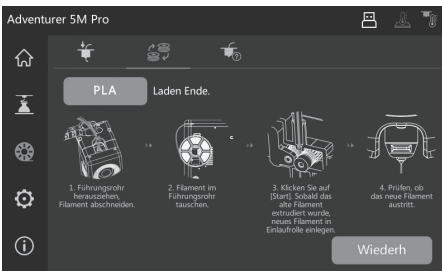 Adventurer 5M Pro
PLA
Laden Ende.
1. Führungsrohr
herausziehen,
Filament abschneiden.
2. Filament im
Führungsrohr
tauschen.
3. Klicken Sie auf
[Start]. Sobald das
alte Filament
extrudiert wurde,
neues Filament in
Einlaufrolle einlegen.
4. Prüfen, ob
das neue Filament
austritt.
Wiederh